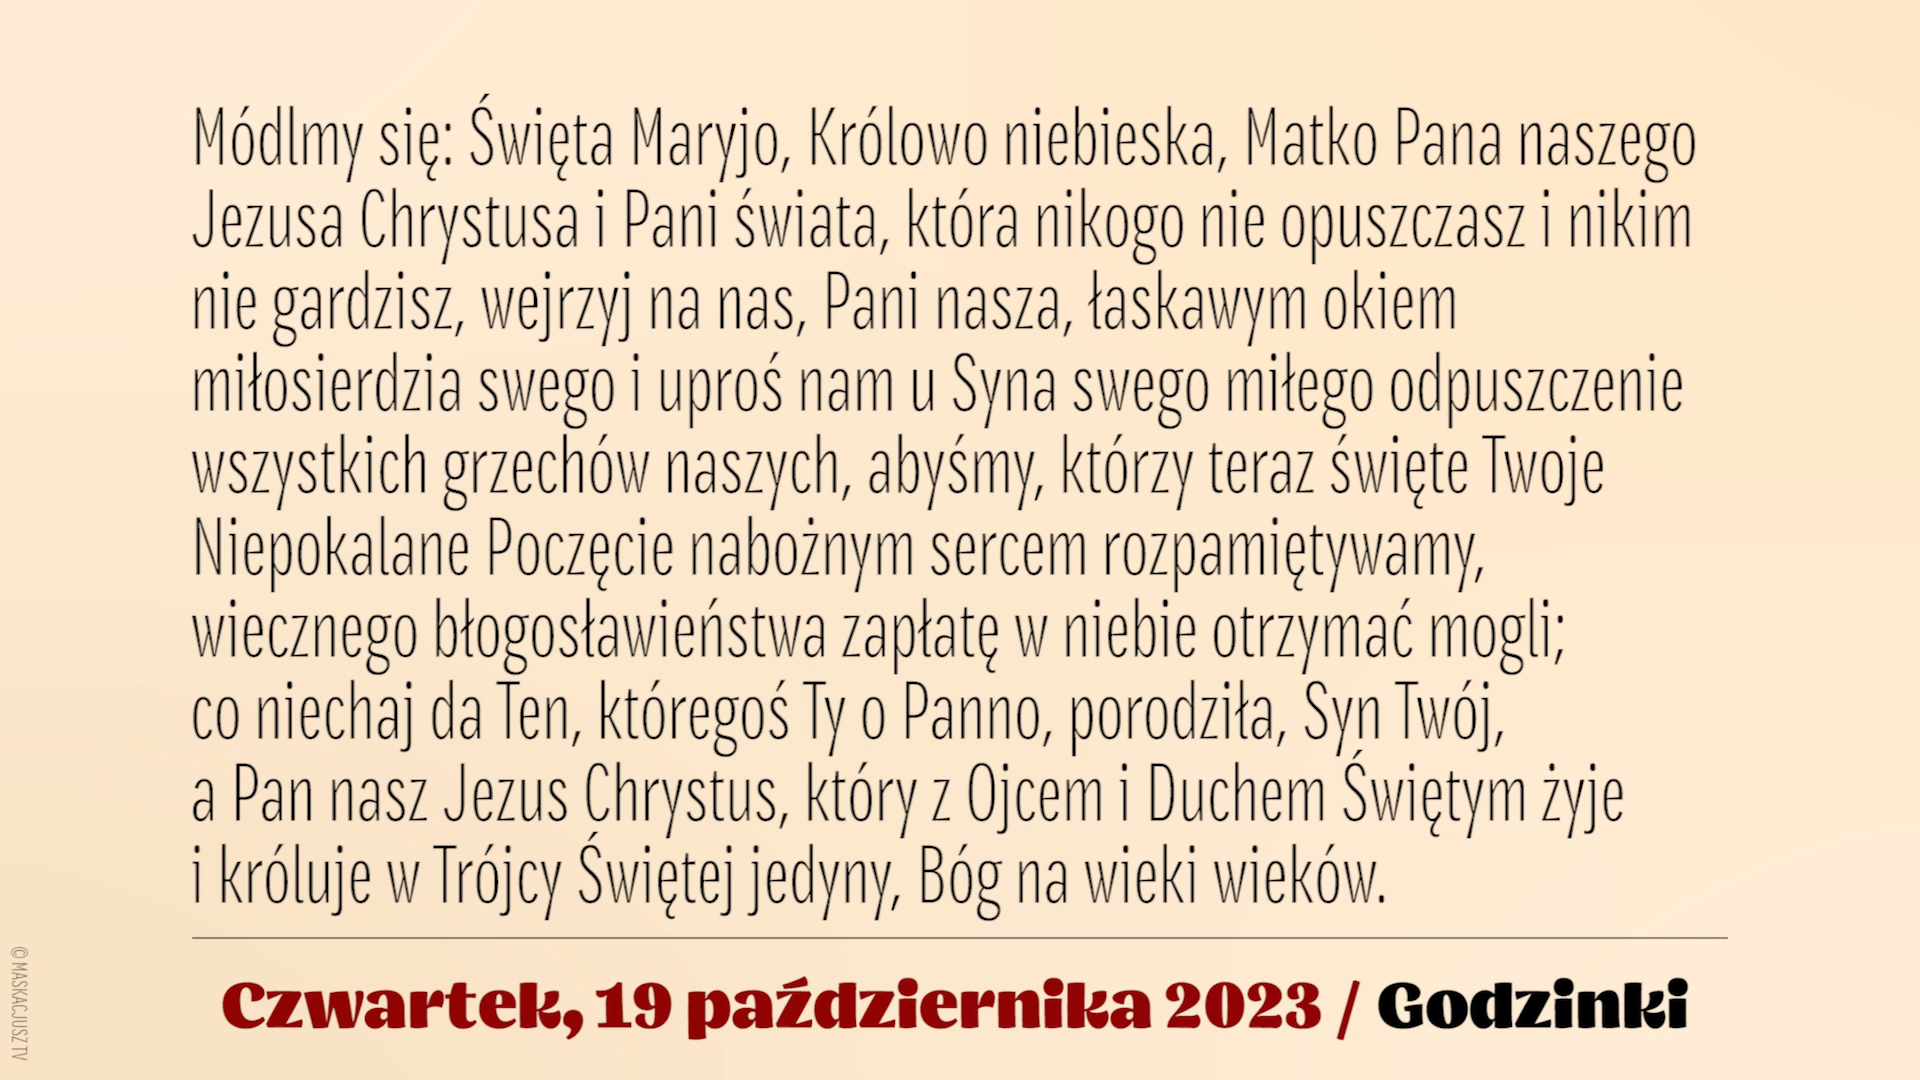 Módlmy się: Święta Maryjo, Królowo niebieska, Matko Pana naszego
Jezusa Chrystusa i Pani świata, która nikogo nie opuszczasz i nikim
nie gardzisz, wejrzyj na nas, Pani nasza, łaskawym okiem
miłosierdzia swego i uproś nam u Syna swego miłego odpuszczenie
wszystkich grzechów naszych, abyśmy, którzy teraz święte Twoje
Niepokalane Poczęcie nabożnym sercem rozpamiętywamy,
wiecznego błogosławieństwa zapłatę w niebie otrzymać mogli;
co niechaj da Ten, któregoś Ty o Panno, porodziła, Syn Twój,
a Pan nasz Jezus Chrystus, który z Ojcem i Duchem Świętym żyje
i króluje w Trójcy Świętej jedyny, Bóg na wieki wieków.
Czwartek, 19 października 2023 / Godzinki
© MASKACJUSZ TV